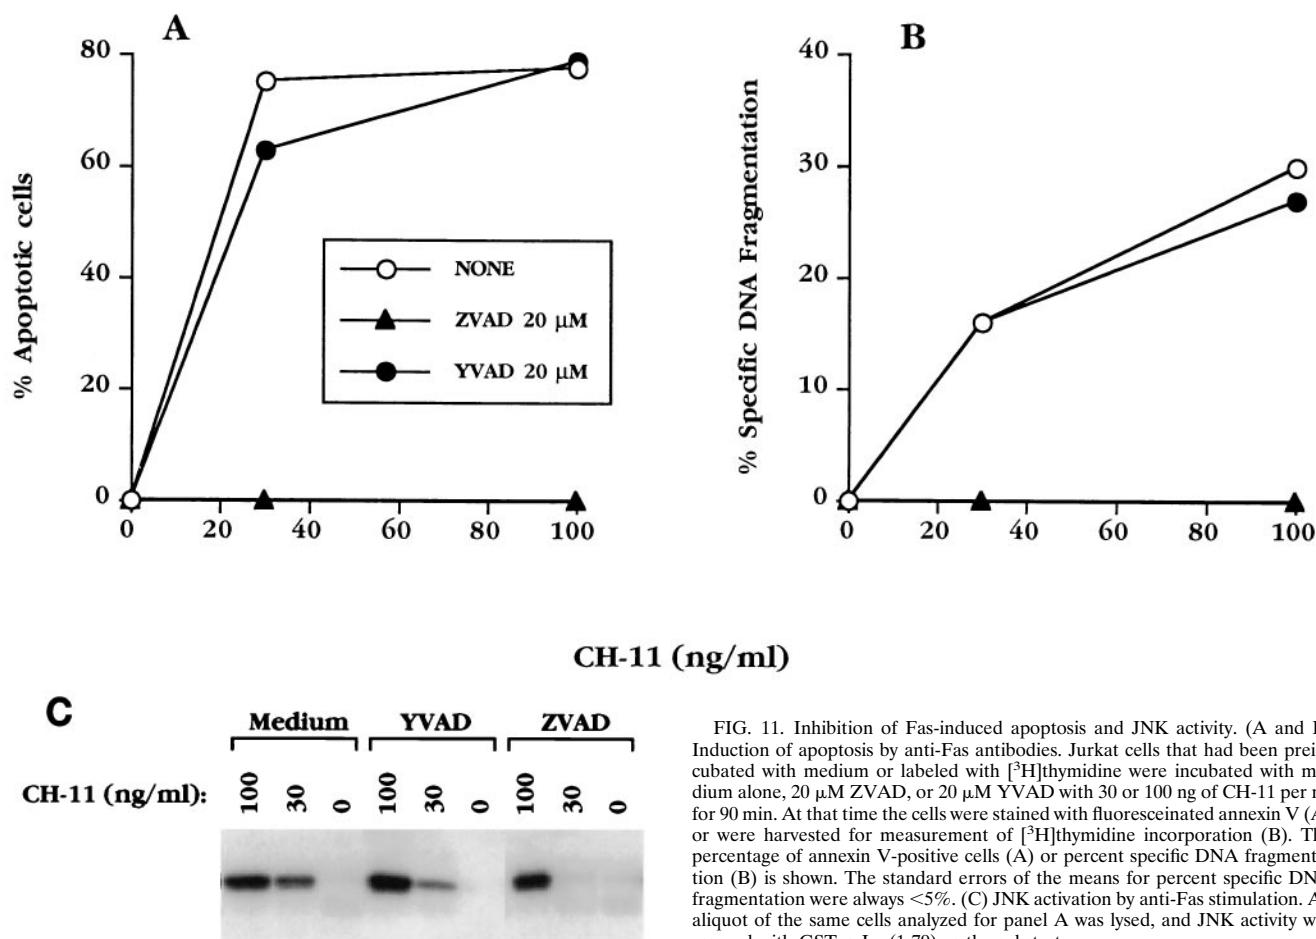 A
B
80
60
40
20
0
% Apoptotic cells
NONE
ZVAD 20 μM
YVAD 20 μM
0 20 40 60 80 100
40
30
20
10
0
% Specific DNA Fragmentation
0 20 40 60 80 100
CH-11 (ng/ml)
C
Medium YVAD ZVAD
CH-11 (ng/ml): 100 30 0 100 30 0 100 30 0
FIG. 11. Inhibition of Fas-induced apoptosis and JNK activity. (A and
Induction of apoptosis by anti-Fas antibodies. Jurkat cells that had been prei
cubated with medium or labeled with [³H]thymidine were incubated with m
dium alone, 20 μM ZVAD, or 20 μM YVAD with 30 or 100 ng of CH-11 per
for 90 min. At that time the cells were stained with fluoresceinated annexin V (A
or were harvested for measurement of [³H]thymidine incorporation (B). Th
percentage of annexin V-positive cells (A) or percent specific DNA fragment
tion (B) is shown. The standard errors of the means for percent specific DN
fragmentation were always <5%. (C) JNK activation by anti-Fas stimulation. A
aliquot of the same cells analyzed for panel A was lysed, and JNK activity w